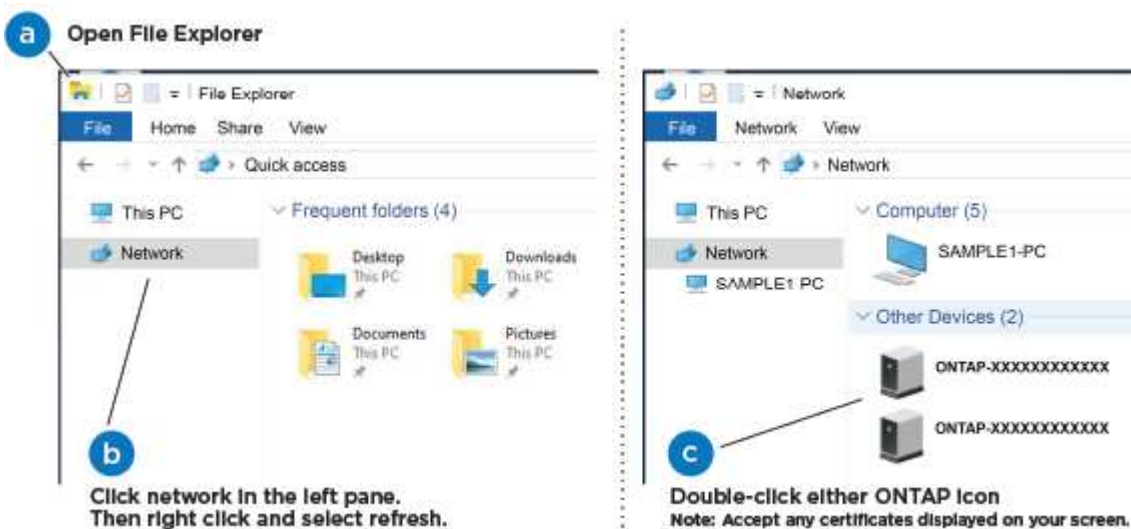 a Open File Explorer
File Explorer
File Home Share View
Quick access
This PC
Network
Frequent folders (4)
Desktop
This PC
Downloads
This PC
Documents
This PC
Pictures
This PC
b
Click network in the left pane.
Then right click and select refresh.
Network
File Network View
Network
This PC
Network
SAMPLE1 PC
Computer (5)
SAMPLE1-PC
Other Devices (2)
ONTAP-XXXXXXXXXXXX
ONTAP-XXXXXXXXXXXX
c
Double-click either ONTAP icon
Note: Accept any certificates displayed on your screen.